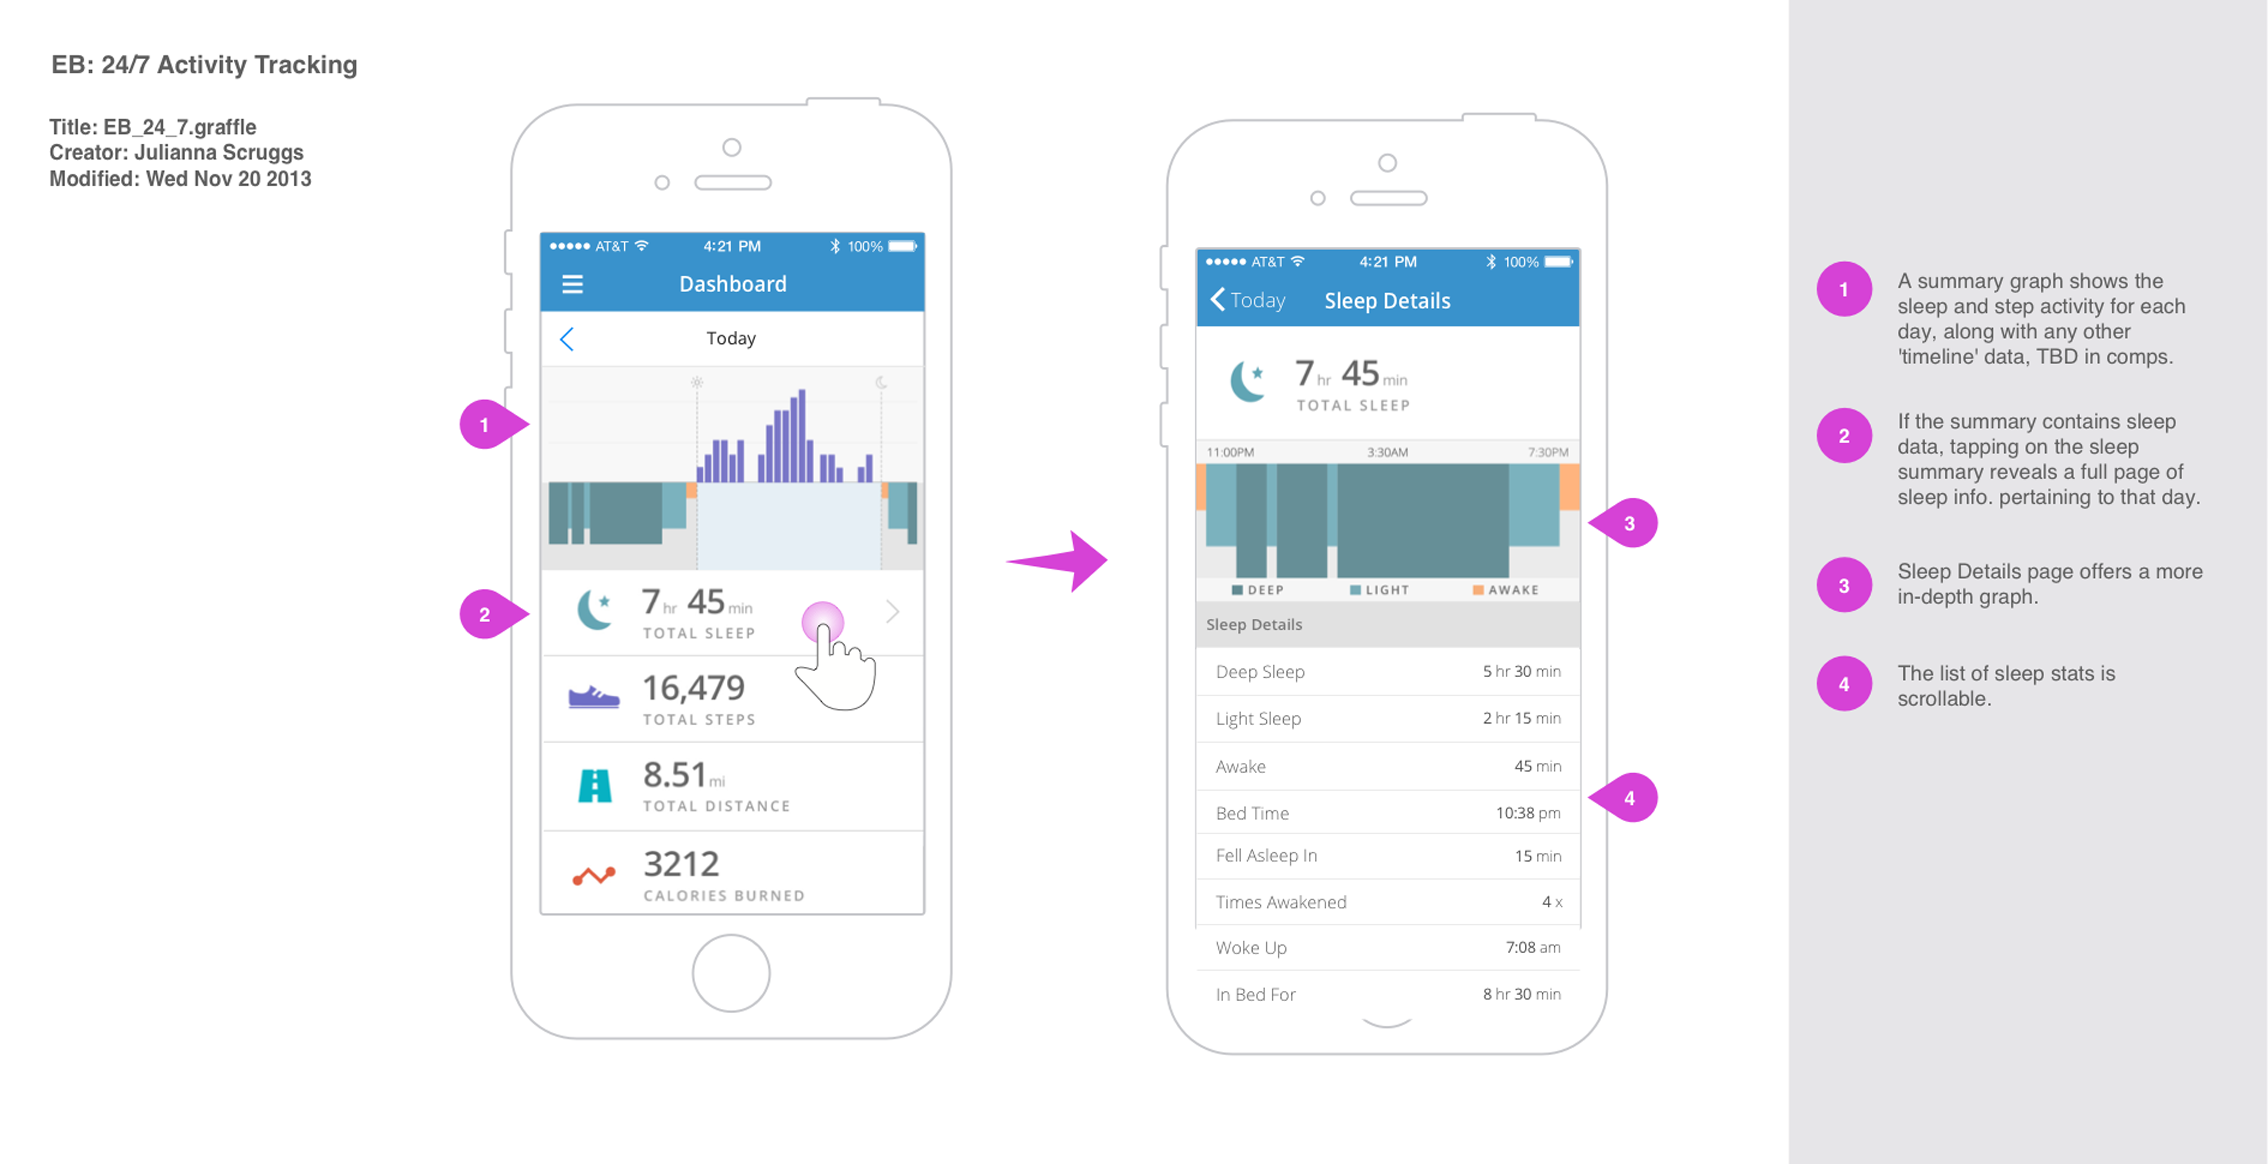 EB: 24/7 Activity Tracking
Title: EB_24_7.graffle
Creator: Julianna Scruggs
Modified: Wed Nov 20 2013
AT&T 4:21 PM 100%
Dashboard
Today
1
2
7 hr 45 min
TOTAL SLEEP
16,479
TOTAL STEPS
8.51 mi
TOTAL DISTANCE
3212
CALORIES BURNED
AT&T 4:21 PM 100%
Today Sleep Details
7 hr 45 min
TOTAL SLEEP
11:00PM 3:30AM 7:30PM
3
DEEP LIGHT AWAKE
Sleep Details
Deep Sleep 5 hr 30 min
Light Sleep 2 hr 15 min
Awake 45 min
4
Bed Time 10:38 pm
Fell Asleep In 15 min
Times Awakened 4 x
Woke Up 7:08 am
In Bed For 8 hr 30 min
1
A summary graph shows the
sleep and step activity for each
day, along with any other
'timeline' data, TBD in comps.
2
If the summary contains sleep
data, tapping on the sleep
summary reveals a full page of
sleep info. pertaining to that day.
3
Sleep Details page offers a more
in-depth graph.
4
The list of sleep stats is
scrollable.